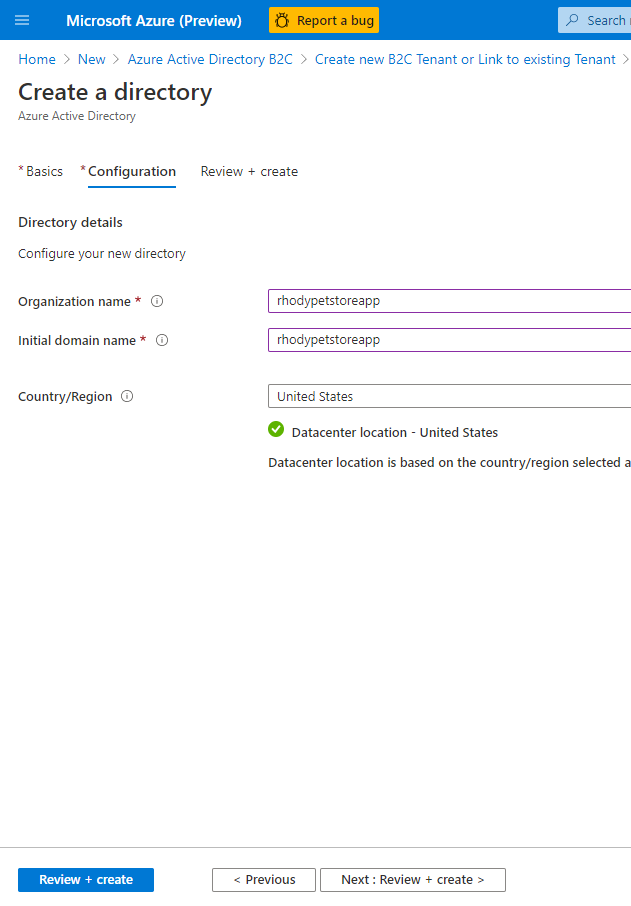 Microsoft Azure (Preview) Report a bug Search
Home > New > Azure Active Directory B2C > Create new B2C Tenant or Link to existing Tenant >
Create a directory
Azure Active Directory
* Basics * Configuration Review + create
Directory details
Configure your new directory
Organization name * rhodypetstoreapp
Initial domain name * rhodypetstoreapp
Country/Region United States
Datacenter location - United States
Datacenter location is based on the country/region selected a
Review + create < Previous Next : Review + create >